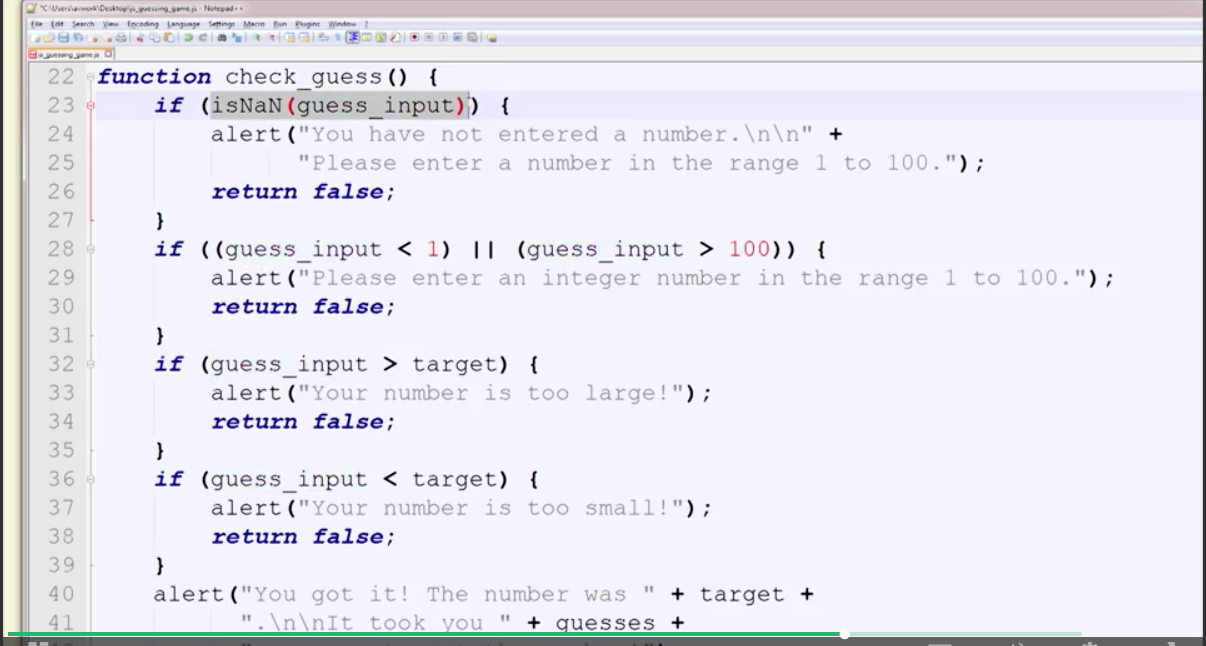 *C:\Users\avwork\Desktop\js_guessing_game.js - Notepad++
File Edit Search View Encoding Language Settings Macro Run Plugins Window ?
js_guessing_game.js
22 function check_guess() {
23 if (isNaN(guess_input)) {
24 alert("You have not entered a number.\n\n" +
25 "Please enter a number in the range 1 to 100.");
26 return false;
27 }
28 if ((guess_input < 1) || (guess_input > 100)) {
29 alert("Please enter an integer number in the range 1 to 100.");
30 return false;
31 }
32 if (guess_input > target) {
33 alert("Your number is too large!");
34 return false;
35 }
36 if (guess_input < target) {
37 alert("Your number is too small!");
38 return false;
39 }
40 alert("You got it! The number was " + target +
41 ".\n\nIt took you " + guesses +